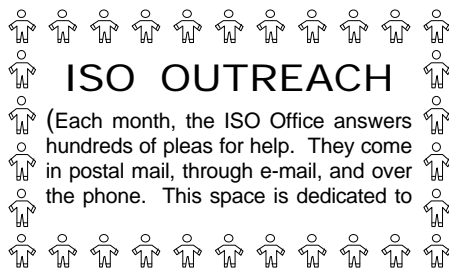 ISO OUTREACH
(Each month, the ISO Office answers
hundreds of pleas for help. They come
in postal mail, through e-mail, and over
the phone. This space is dedicated to